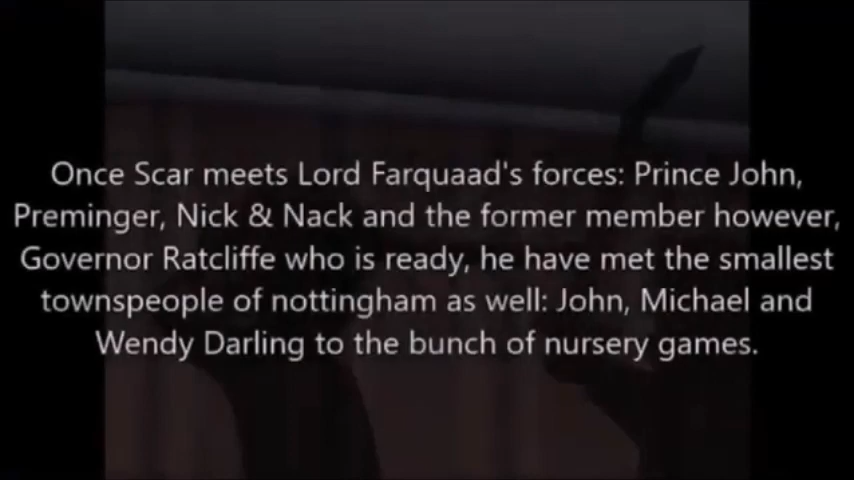 Once Scar meets Lord Farquaad's forces: Prince John,
Preminger, Nick & Nack and the former member however,
Governor Ratcliffe who is ready, he have met the smallest
townspeople of nottingham as well: John, Michael and
Wendy Darling to the bunch of nursery games.